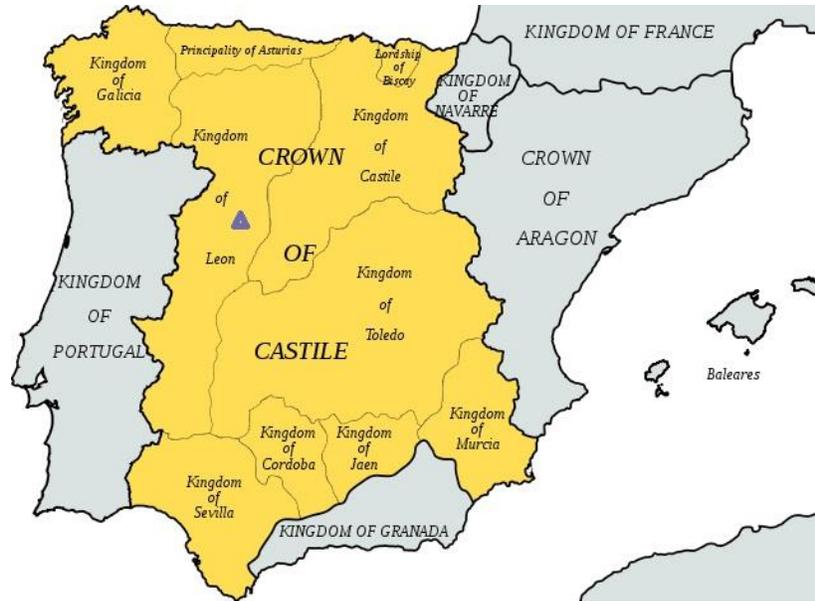 KINGDOM OF FRANCE
Principality of Asturias
Lordship
of
Biscay
Kingdom
of
Galicia
KINGDOM
OF
NAVARRE
Kingdom
of
Leon
Kingdom
of
Castile
CROWN
OF
CASTILE
CROWN
OF
ARAGON
KINGDOM
OF
PORTUGAL
Kingdom
of
Toledo
Baleares
Kingdom
of
Murcia
Kingdom
of
Cordoba
Kingdom
of
Jaen
Kingdom
of
Sevilla
KINGDOM OF GRANADA